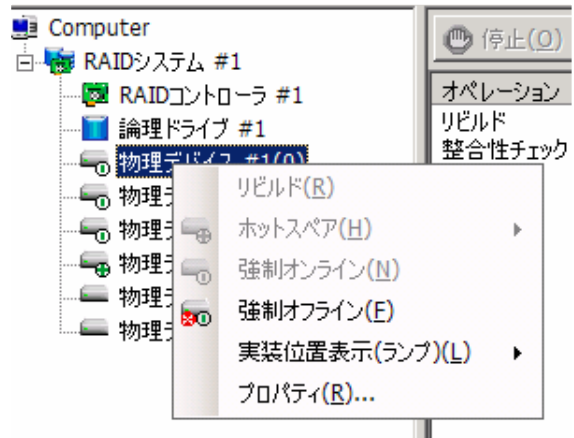 Computer
停止(O)
RAIDシステム #1
RAIDコントローラ #1
オペレーション
論理ドライブ #1
リビルド
物理デバイス #1(0)
整合性チェック
物理
リビルド(R)
物理
ホットスペア(H)
物理
強制オンライン(N)
物理
強制オフライン(F)
物理
実装位置表示(ランプ)(L)
プロパティ(R)...